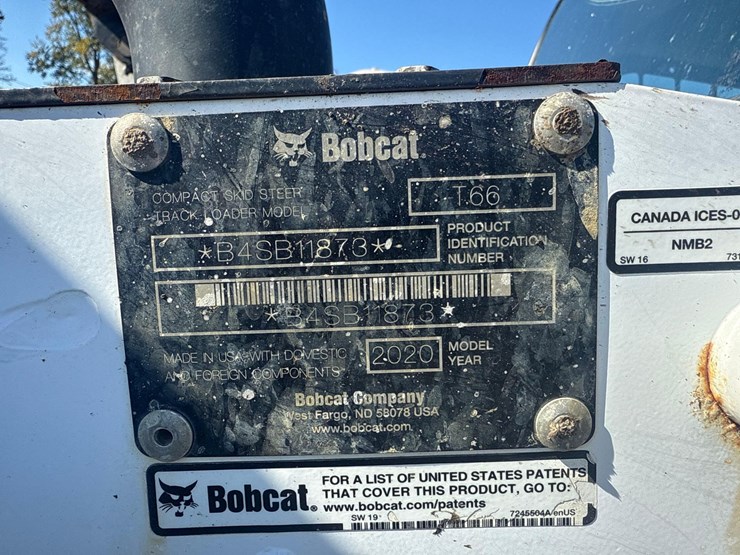 Bobcat
COMPACT SKID STEER
TRACK LOADER MODEL
T66
*B4SB11873*
PRODUCT
IDENTIFICATION
NUMBER
*B4SB11873*
MADE IN USA WITH DOMESTIC
AND FOREIGN COMPONENTS
2020
MODEL
YEAR
Bobcat Company
West Fargo, ND 58078 USA
www.bobcat.com
CANADA ICES-0
NMB2
SW 16
731
Bobcat.
FOR A LIST OF UNITED STATES PATENTS
THAT COVER THIS PRODUCT, GO TO:
www.bobcat.com/patents
SW 19
7245504A/enUS